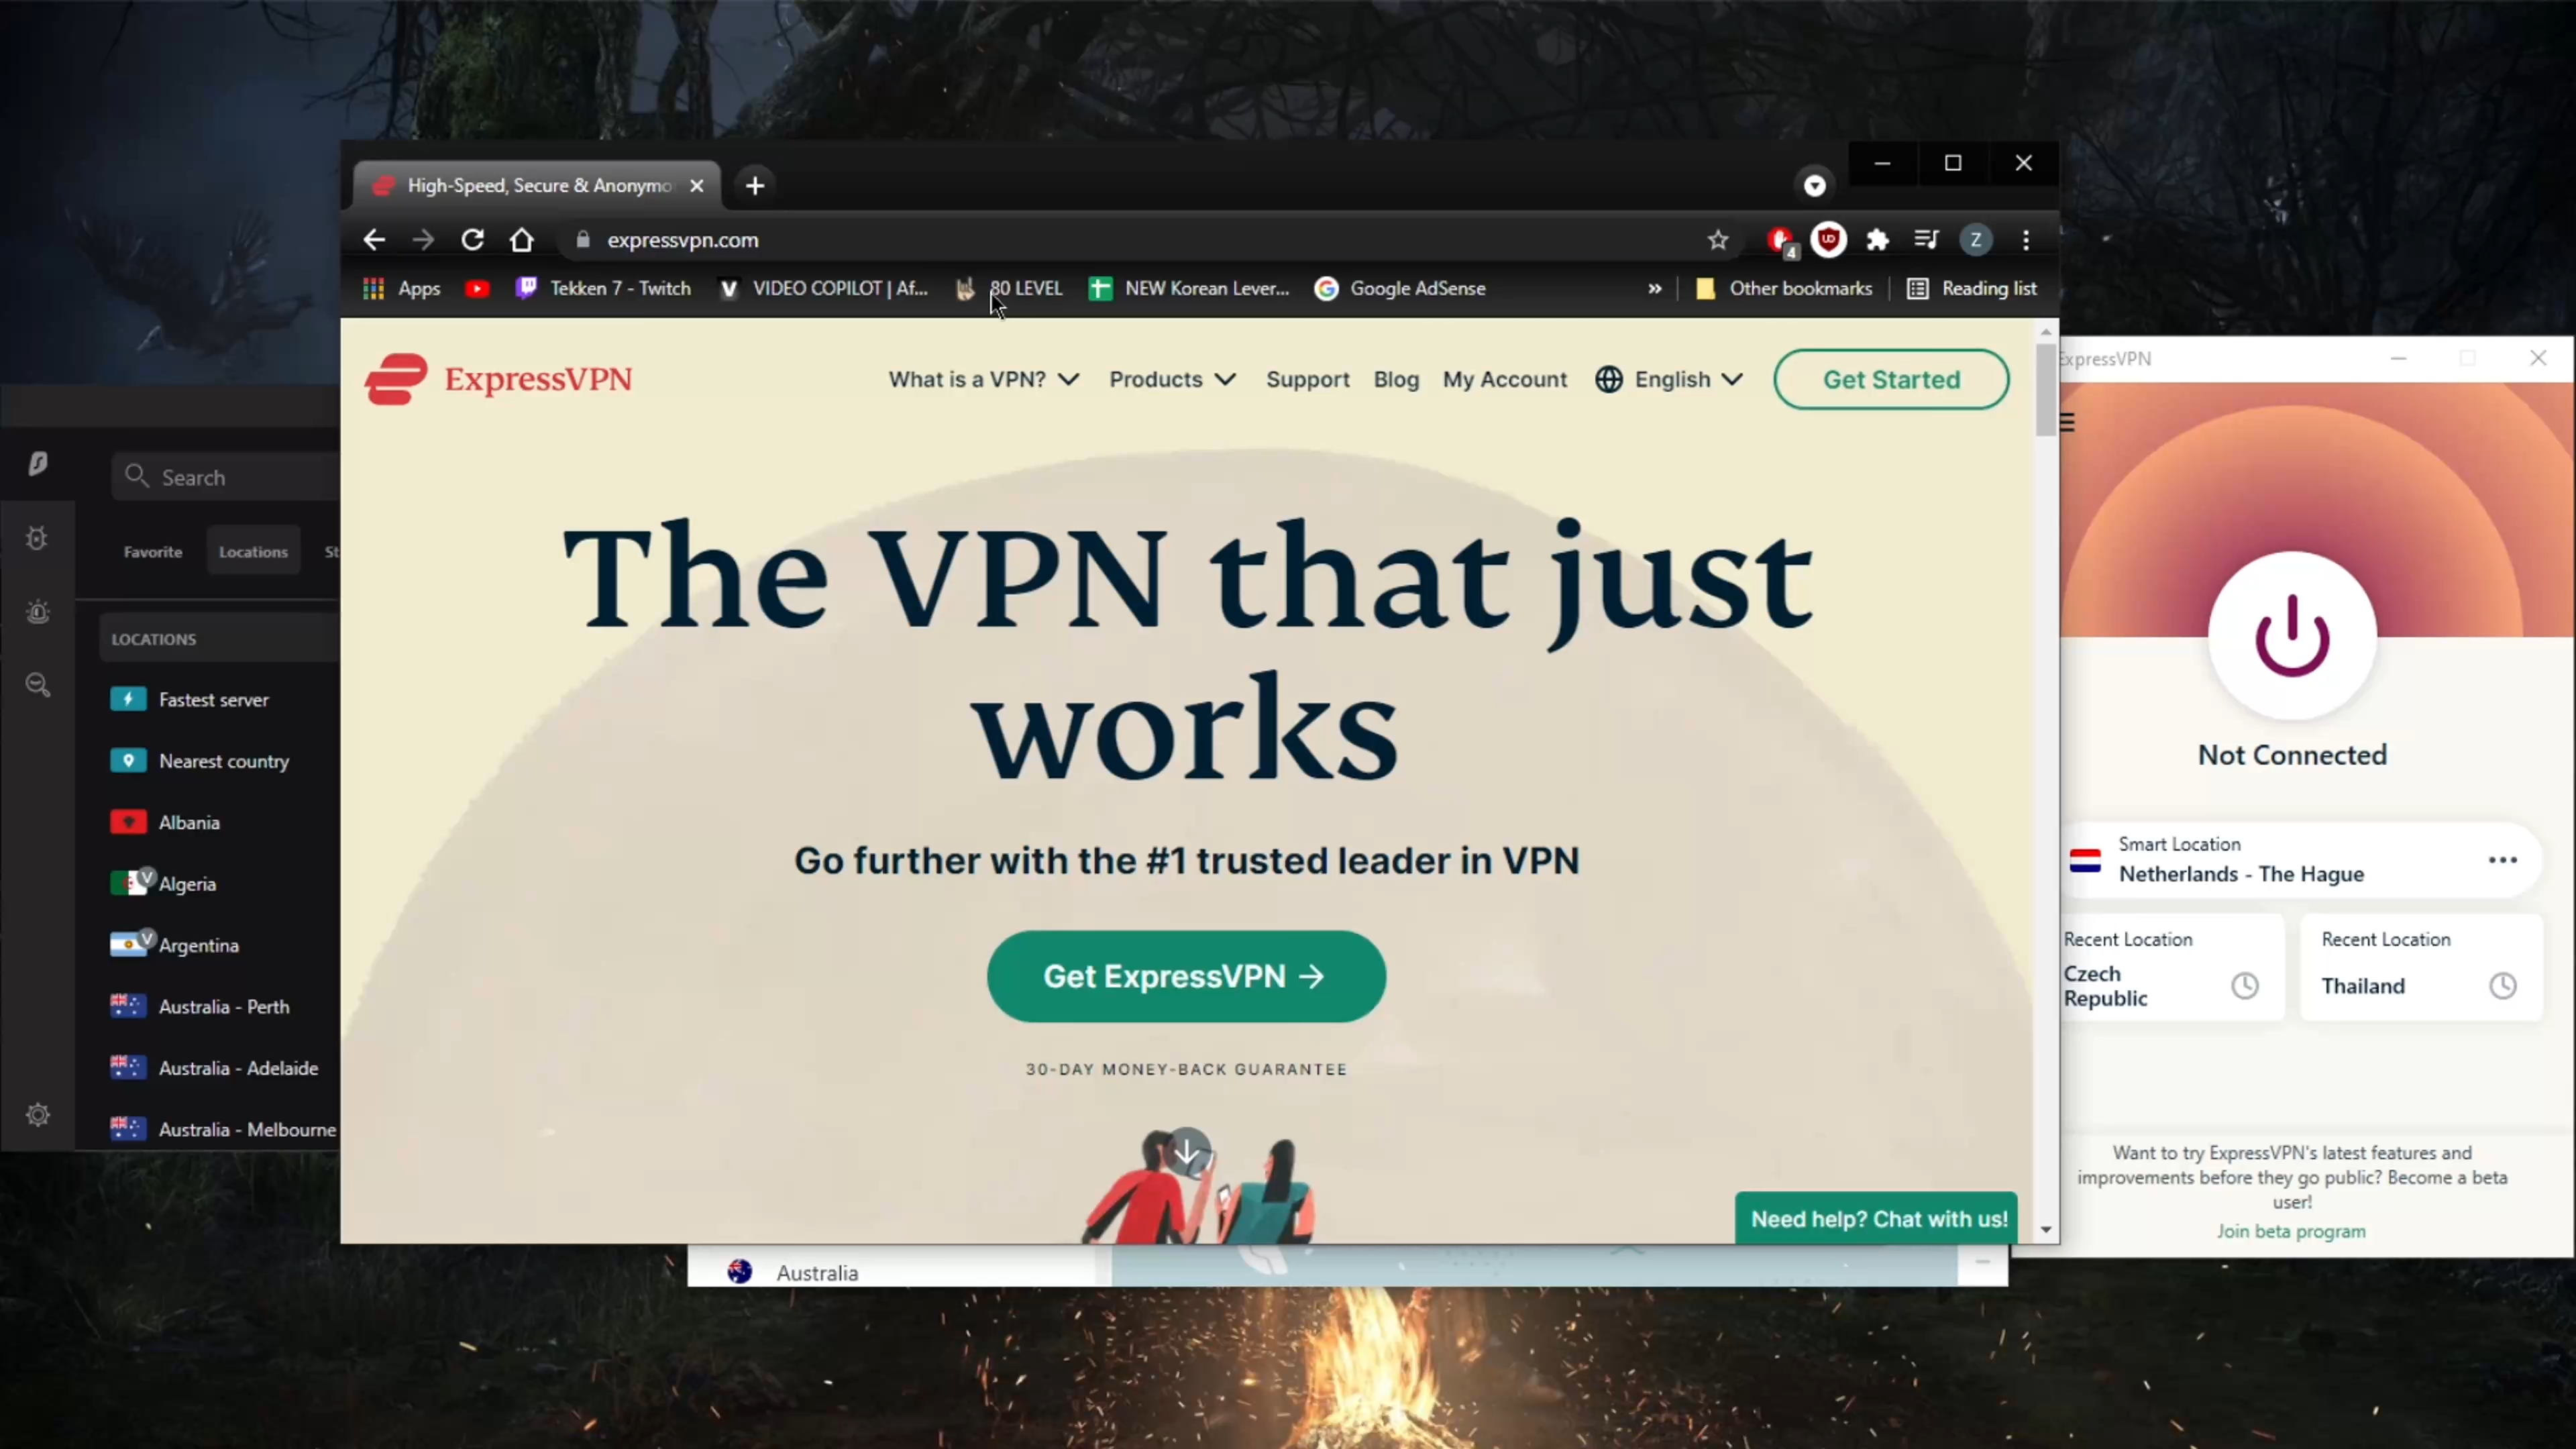 High-Speed, Secure & Anonymo
expressvpn.com
4
Z
Apps
Tekken 7 - Twitch
VIDEO COPILOT | Af...
80 LEVEL
NEW Korean Lever...
Google AdSense
»
Other bookmarks
Reading list
ExpressVPN
What is a VPN?
Products
Support
Blog
My Account
English
Get Started
The VPN that just
works
Go further with the #1 trusted leader in VPN
Get ExpressVPN →
30-DAY MONEY-BACK GUARANTEE
Need help? Chat with us!
Search
Favorite
Locations
St
LOCATIONS
Fastest server
Nearest country
Albania
V
Algeria
V
Argentina
Australia - Perth
Australia - Adelaide
Australia - Melbourne
Australia
ExpressVPN
Not Connected
Smart Location
Netherlands - The Hague
Recent Location
Czech
Republic
Recent Location
Thailand
Want to try ExpressVPN's latest features and
improvements before they go public? Become a beta
user!
Join beta program